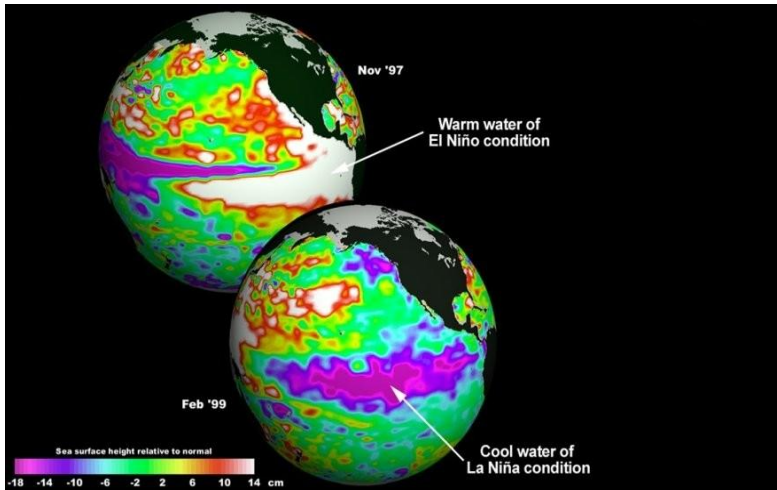 Nov '97
Warm water of
El Niño condition
Feb '99
Cool water of
La Niña condition
Sea surface height relative to normal
-18 -14 -10 -6 -2 2 6 10 14 cm